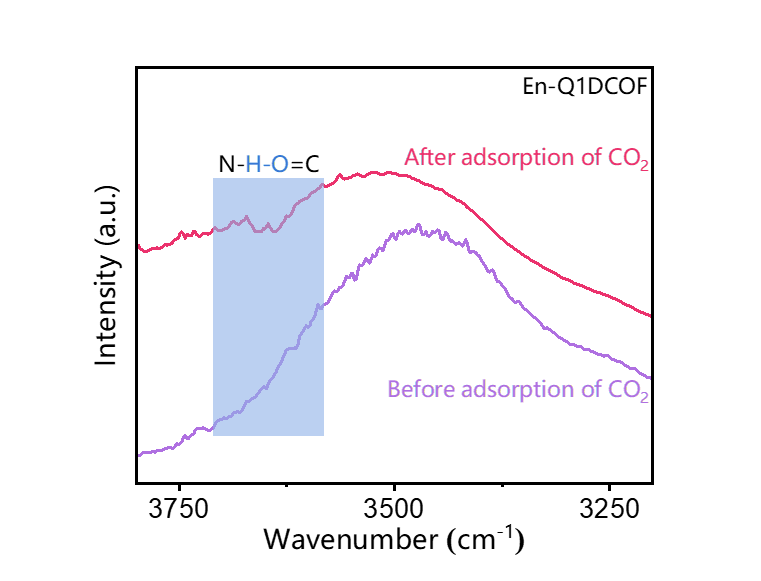 En-Q1DCOF
After adsorption of CO₂
N-H-O=C
Intensity (a.u.)
Before adsorption of CO₂
3750 3500 3250
Wavenumber (cm⁻¹)